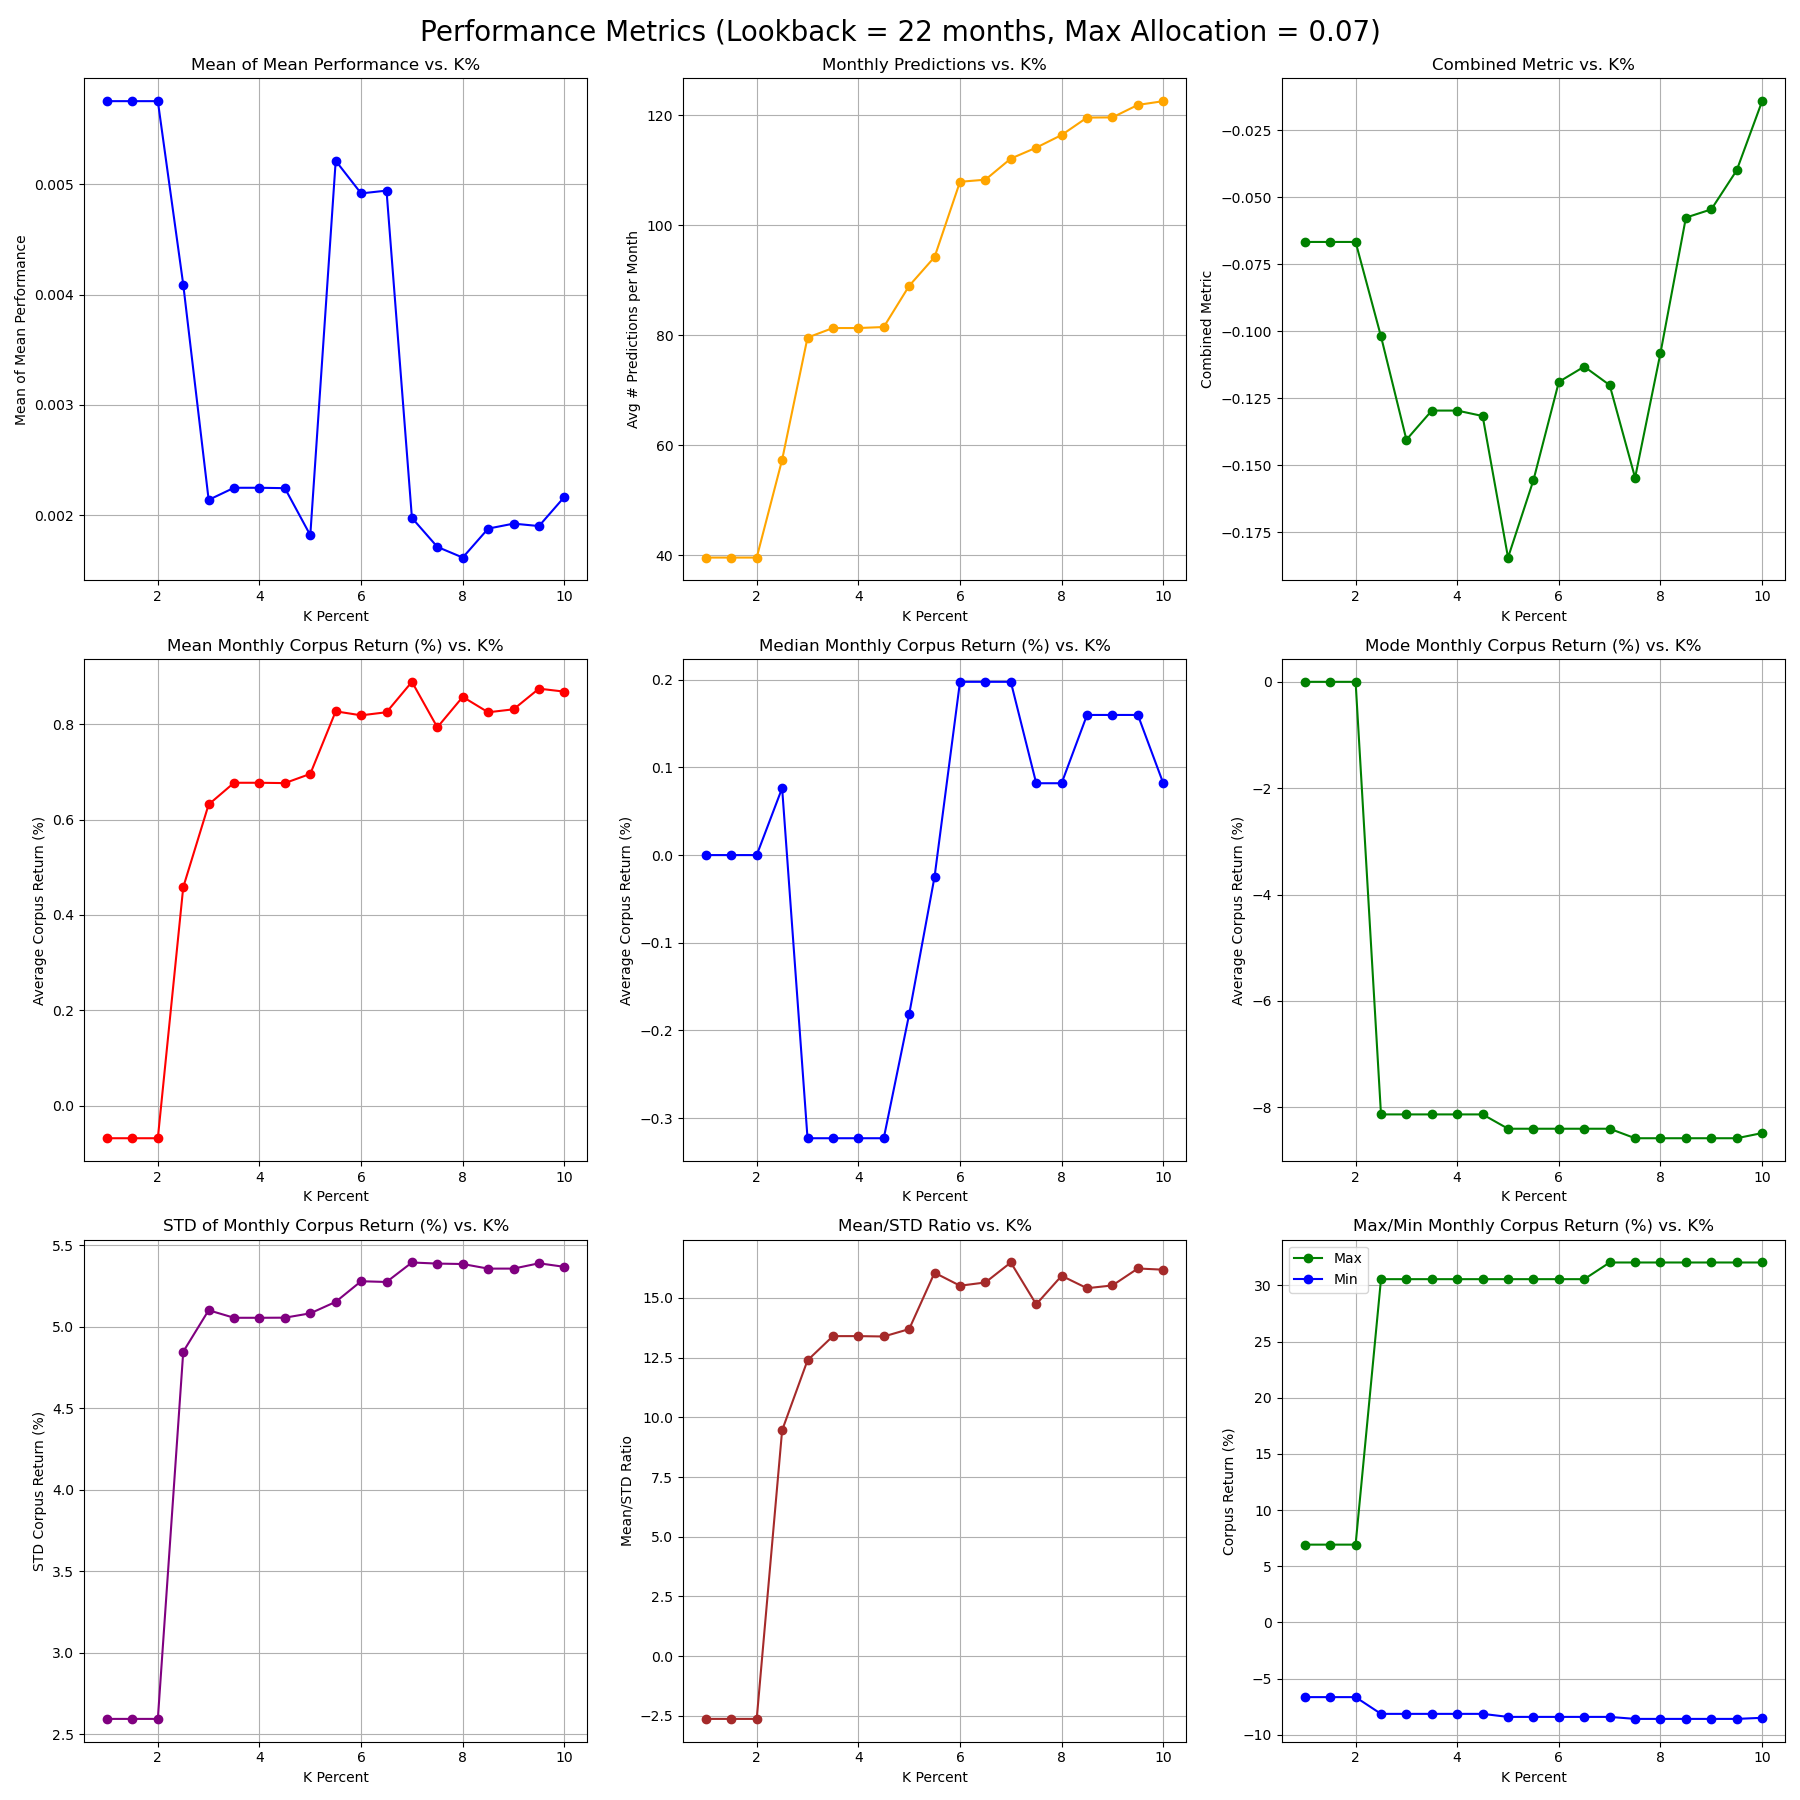 Performance Metrics (Lookback = 22 months, Max Allocation = 0.07)
Mean of Mean Performance vs. K%
Mean of Mean Performance
0.005
0.004
0.003
0.002
2 4 6 8 10
K Percent
Monthly Predictions vs. K%
Avg # Predictions per Month
120
100
80
60
40
2 4 6 8 10
K Percent
Combined Metric vs. K%
Combined Metric
−0.025
−0.050
−0.075
−0.100
−0.125
−0.150
−0.175
2 4 6 8 10
K Percent
Mean Monthly Corpus Return (%) vs. K%
Average Corpus Return (%)
0.8
0.6
0.4
0.2
0.0
2 4 6 8 10
K Percent
Median Monthly Corpus Return (%) vs. K%
Average Corpus Return (%)
0.2
0.1
0.0
−0.1
−0.2
−0.3
2 4 6 8 10
K Percent
Mode Monthly Corpus Return (%) vs. K%
Average Corpus Return (%)
0
−2
−4
−6
−8
2 4 6 8 10
K Percent
STD of Monthly Corpus Return (%) vs. K%
STD Corpus Return (%)
5.5
5.0
4.5
4.0
3.5
3.0
2.5
2 4 6 8 10
K Percent
Mean/STD Ratio vs. K%
Mean/STD Ratio
15.0
12.5
10.0
7.5
5.0
2.5
0.0
−2.5
2 4 6 8 10
K Percent
Max/Min Monthly Corpus Return (%) vs. K%
Corpus Return (%)
Max
Min
30
25
20
15
10
5
0
−5
−10
2 4 6 8 10
K Percent